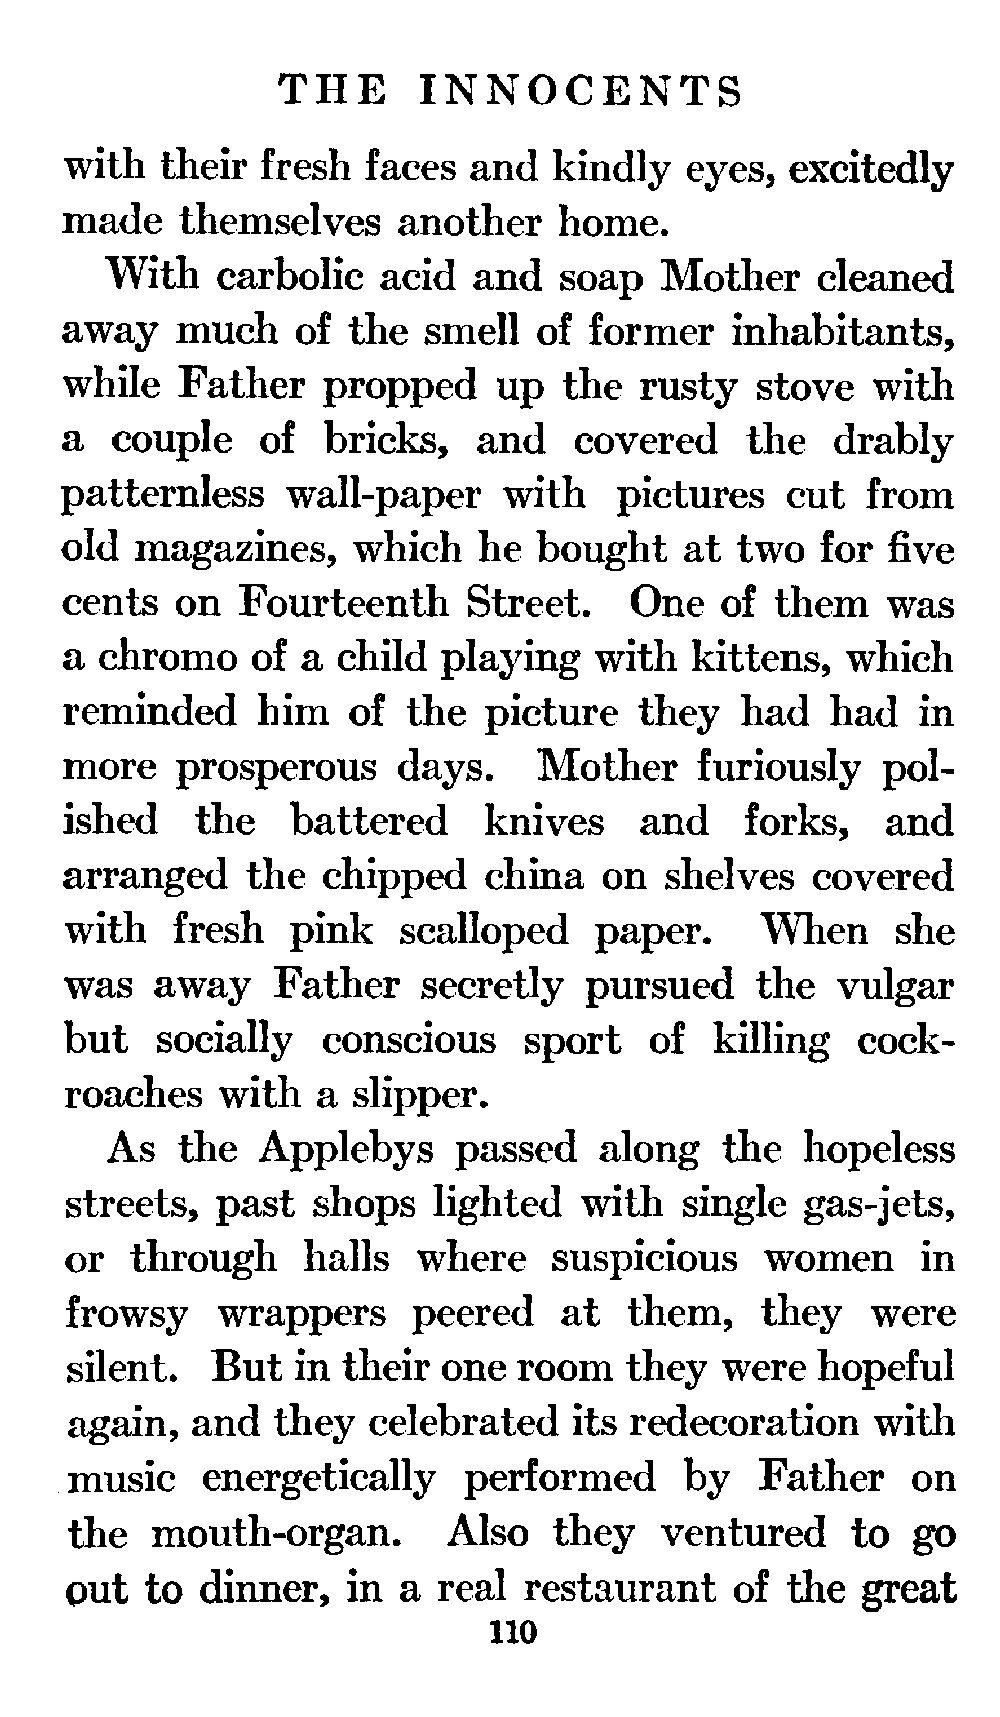 THE INNOCENTS
with their fresh faces and kindly eyes, excitedly
made themselves another home.
With carbolic acid and soap Mother cleaned
away much of the smell of former inhabitants,
while Father propped up the rusty stove with
a couple of bricks, and covered the drably
patternless wall-paper with pictures cut from
old magazines, which he bought at two for five
cents on Fourteenth Street. One of them was
a chromo of a child playing with kittens, which
reminded him of the picture they had had in
more prosperous days. Mother furiously pol-
ished the battered knives and forks, and
arranged the chipped china on shelves covered
with fresh pink scalloped paper. When she
was away Father secretly pursued the vulgar
but socially conscious sport of killing cock-
roaches with a slipper.
As the Applebys passed along the hopeless
streets, past shops lighted with single gas-jets,
or through halls where suspicious women in
frowsy wrappers peered at them, they were
silent. But in their one room they were hopeful
again, and they celebrated its redecoration with
music energetically performed by Father on
the mouth-organ. Also they ventured to go
out to dinner, in a real restaurant of the great
110